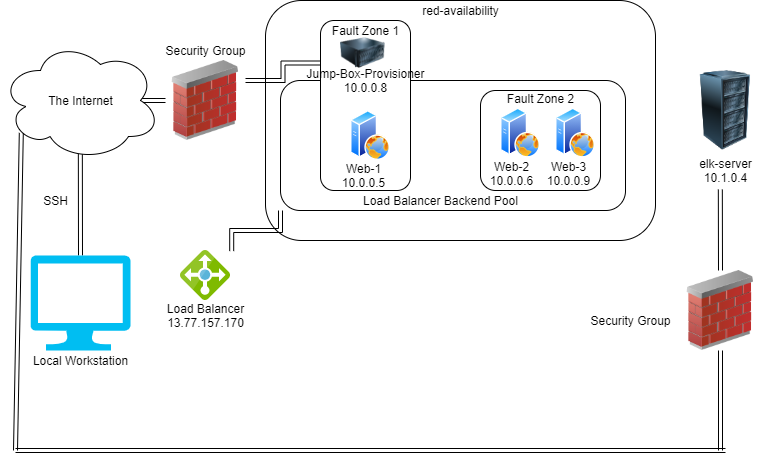 red-availability
Fault Zone 1
Security Group
Jump-Box-Provisioner
10.0.0.8
The Internet
Fault Zone 2
Web-1
10.0.0.5
Web-2
10.0.0.6
Web-3
10.0.0.9
elk-server
10.1.0.4
SSH
Load Balancer Backend Pool
Load Balancer
13.77.157.170
Security Group
Local Workstation